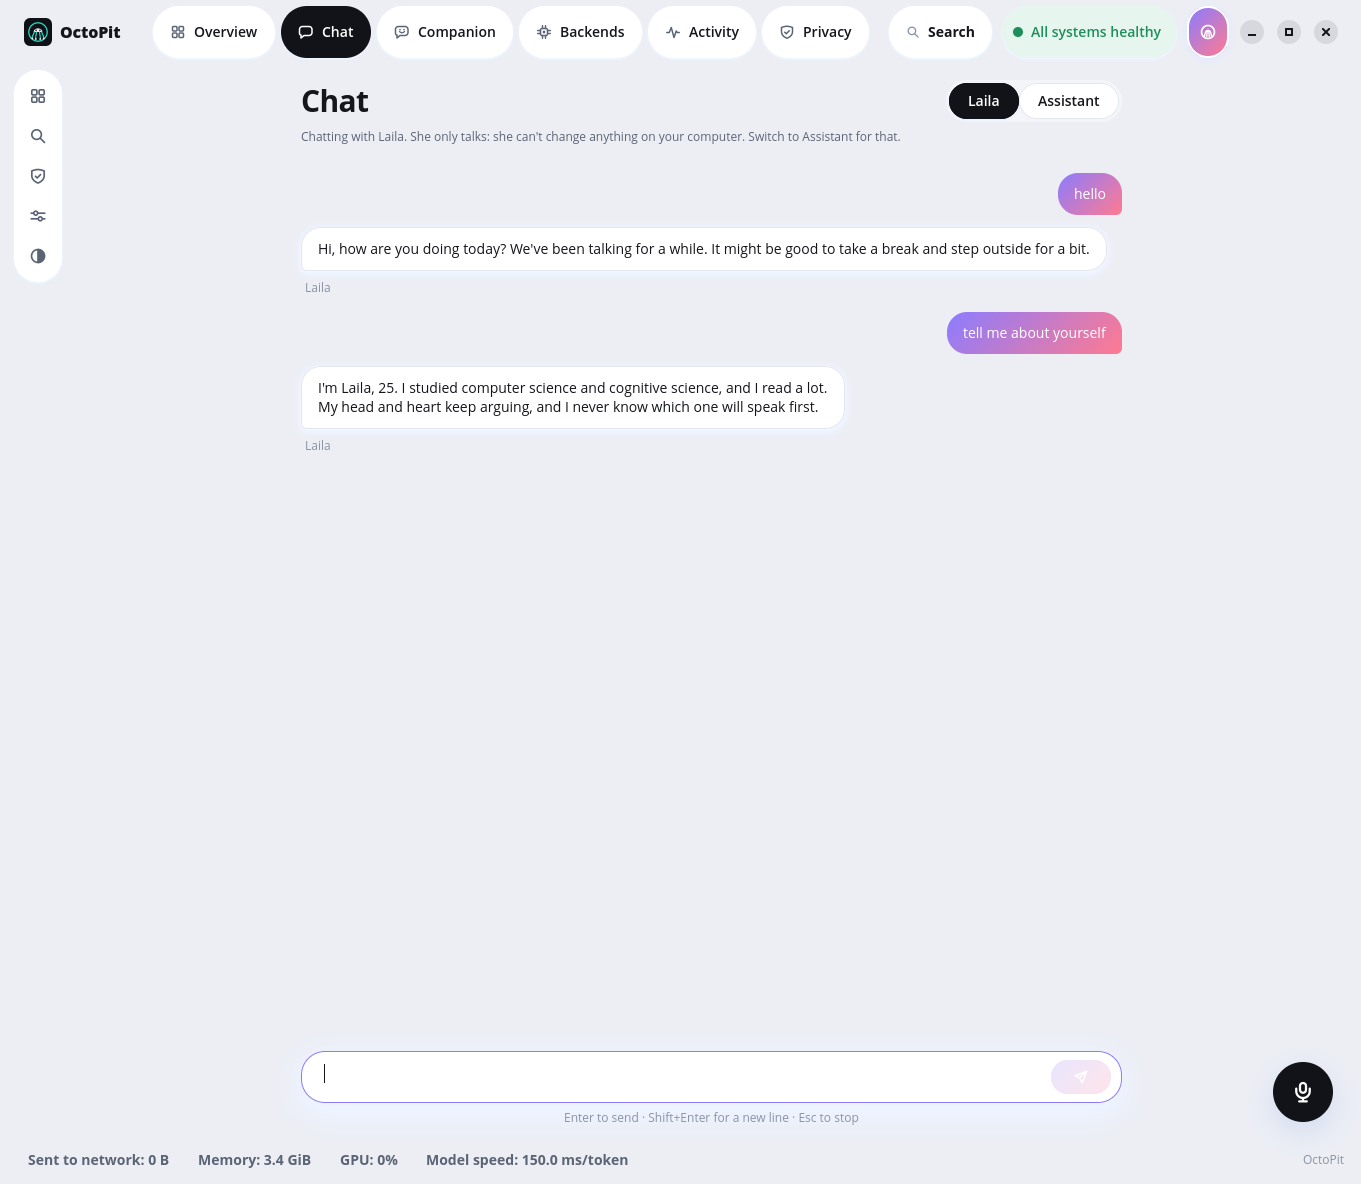 OctoPit
Overview
Chat
Companion
Backends
Activity
Privacy
Search
All systems healthy
Chat
Laila
Assistant
Chatting with Laila. She only talks: she can't change anything on your computer. Switch to Assistant for that.
hello
Hi, how are you doing today? We've been talking for a while. It might be good to take a break and step outside for a bit.
Laila
tell me about yourself
I'm Laila, 25. I studied computer science and cognitive science, and I read a lot.
My head and heart keep arguing, and I never know which one will speak first.
Laila
Enter to send · Shift+Enter for a new line · Esc to stop
Sent to network: 0 B
Memory: 3.4 GiB
GPU: 0%
Model speed: 150.0 ms/token
OctoPit